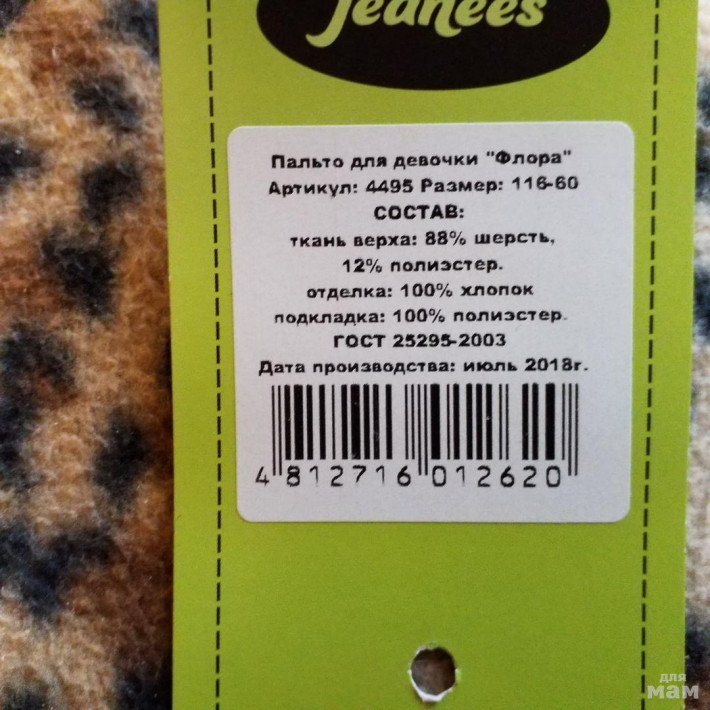 Jeanees
Пальто для девочки "Флора"
Артикул: 4495 Размер: 116-60
СОСТАВ:
ткань верха: 88% шерсть,
12% полиэстер.
отделка: 100% хлопок
подкладка: 100% полиэстер.
ГОСТ 25295-2003
Дата производства: июль 2018г.
4 812716 012620
для
мам